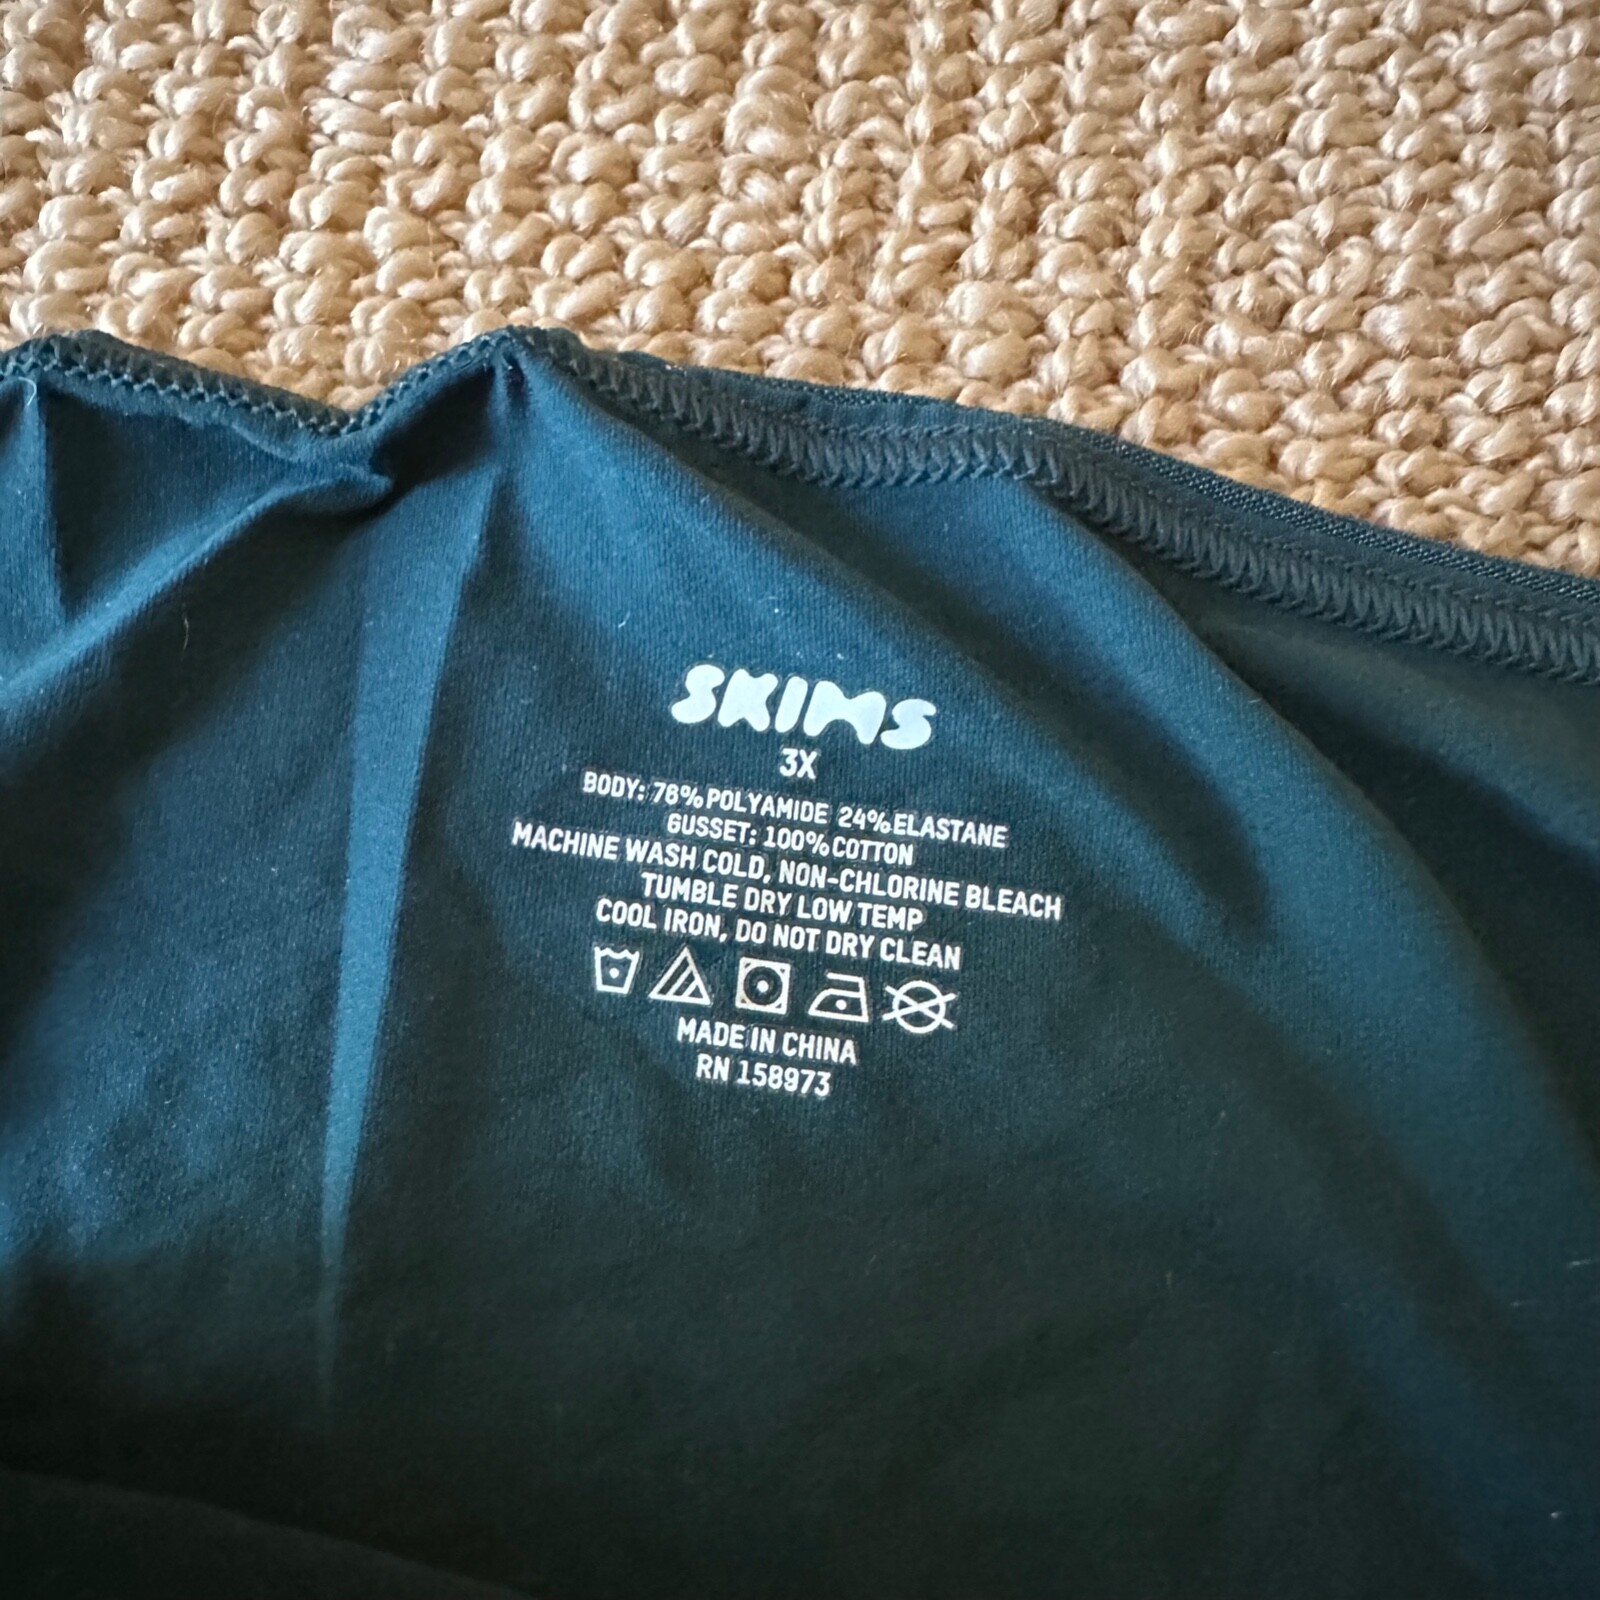 SKIMS
3X
BODY: 76% POLYAMIDE 24% ELASTANE
GUSSET: 100% COTTON
MACHINE WASH COLD, NON-CHLORINE BLEACH
TUMBLE DRY LOW TEMP
COOL IRON, DO NOT DRY CLEAN
MADE IN CHINA
RN 158973